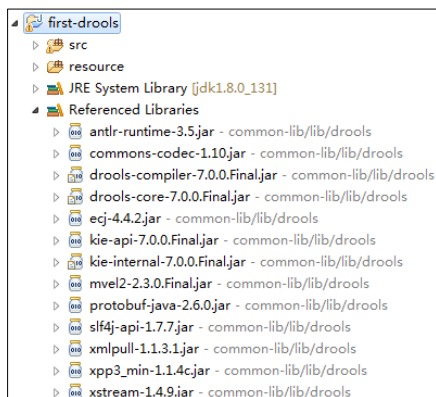 first-drools
src
resource
JRE System Library [jdk1.8.0_131]
Referenced Libraries
antlr-runtime-3.5.jar - common-lib/lib/drools
commons-codec-1.10.jar - common-lib/lib/drools
drools-compiler-7.0.0.Final.jar - common-lib/lib/drools
drools-core-7.0.0.Final.jar - common-lib/lib/drools
ecj-4.4.2.jar - common-lib/lib/drools
kie-api-7.0.0.Final.jar - common-lib/lib/drools
kie-internal-7.0.0.Final.jar - common-lib/lib/drools
mvel2-2.3.0.Final.jar - common-lib/lib/drools
protobuf-java-2.6.0.jar - common-lib/lib/drools
slf4j-api-1.7.7.jar - common-lib/lib/drools
xmlpull-1.1.3.1.jar - common-lib/lib/drools
xpp3_min-1.1.4c.jar - common-lib/lib/drools
xstream-1.4.9.jar - common-lib/lib/drools